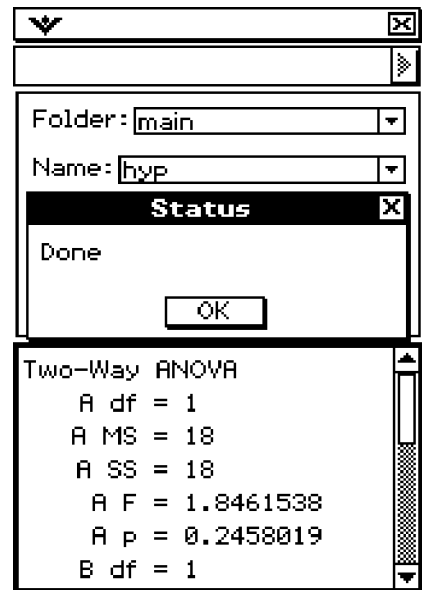 Folder: main
Name: hyp
Status
Done
OK
Two-Way ANOVA
A df = 1
A MS = 18
A SS = 18
A F = 1.8461538
A p = 0.2458019
B df = 1